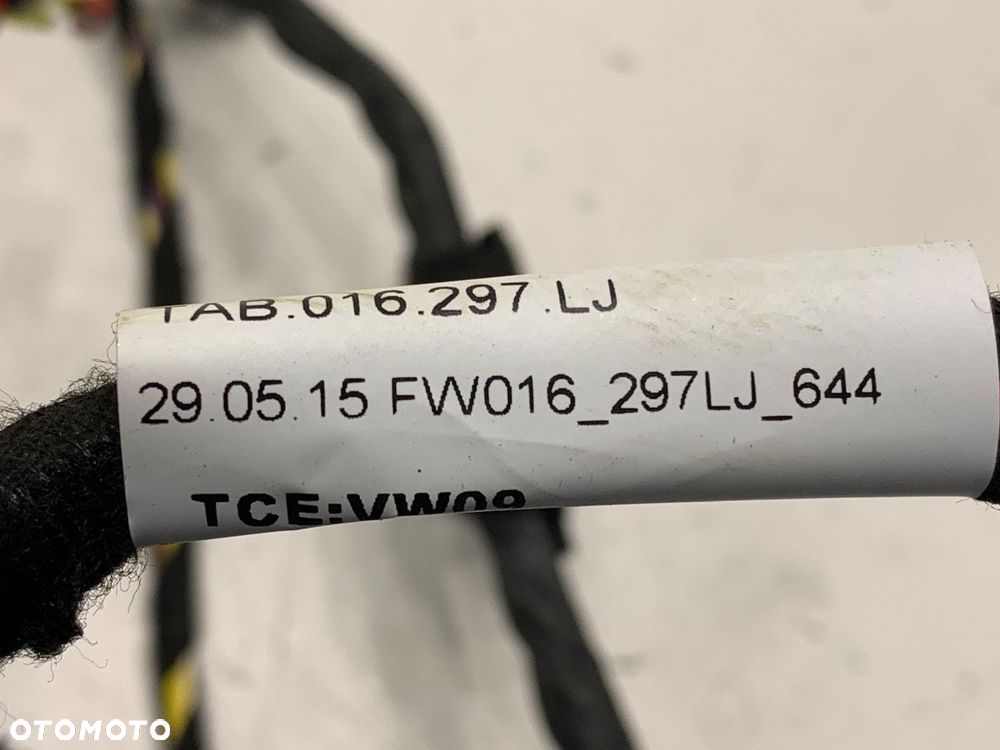 TAB.016.297.LJ
29.05.15 FW016_297LJ_644
TCE:VW09
OTOMOTO